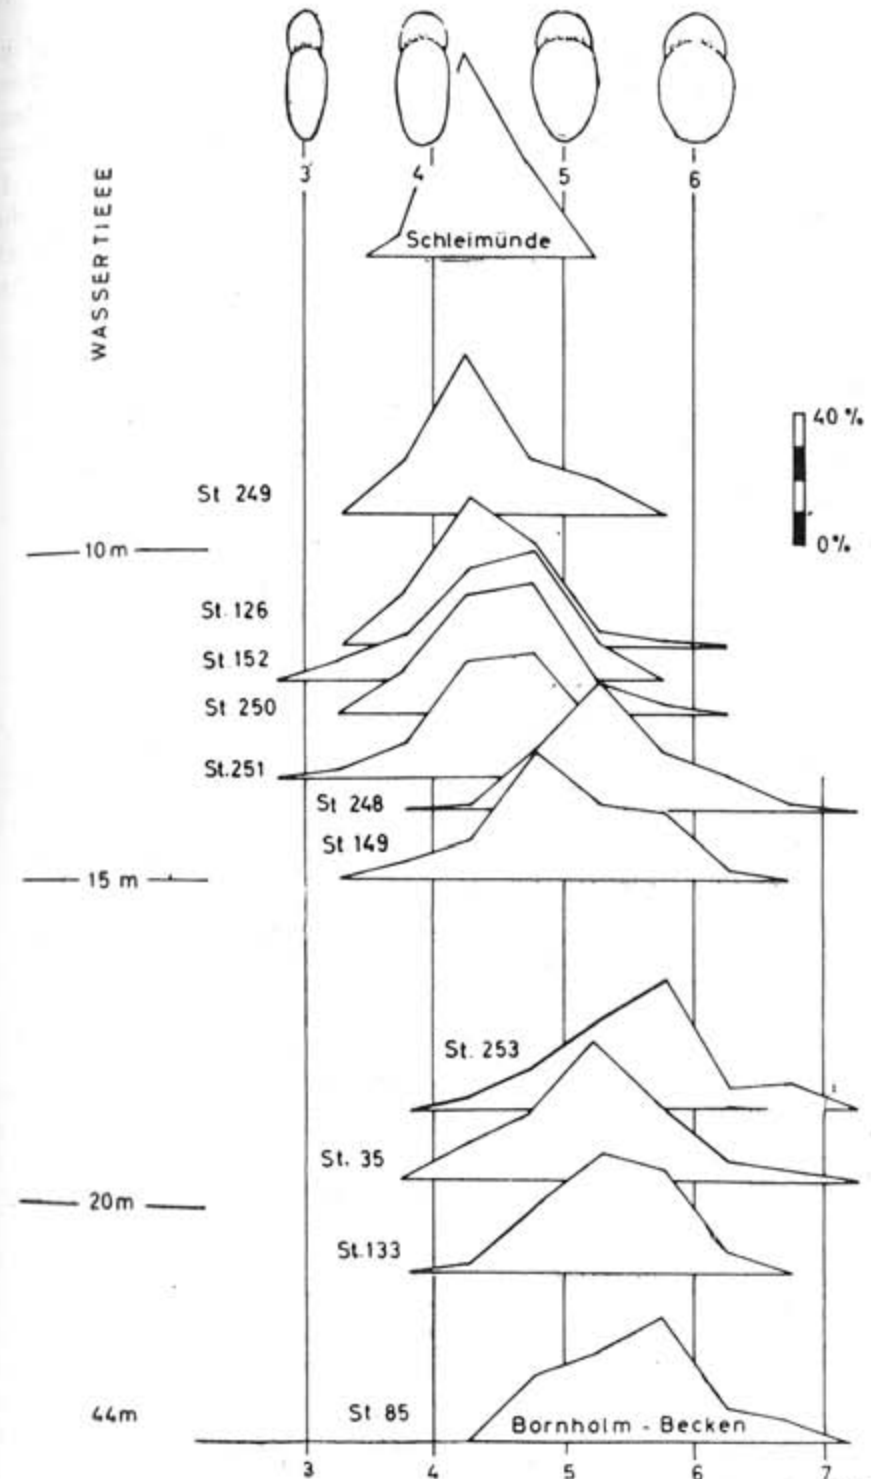 WASSERTIEEE
3 4 5 6
Schleimünde
40%
0%
St 249
10m
St. 126
St. 152
St 250
St.251
St 248
St 149
15 m
St. 253
St. 35
20m
St.133
44m
St 85
Bornholm - Becken
3 4 5 6 7